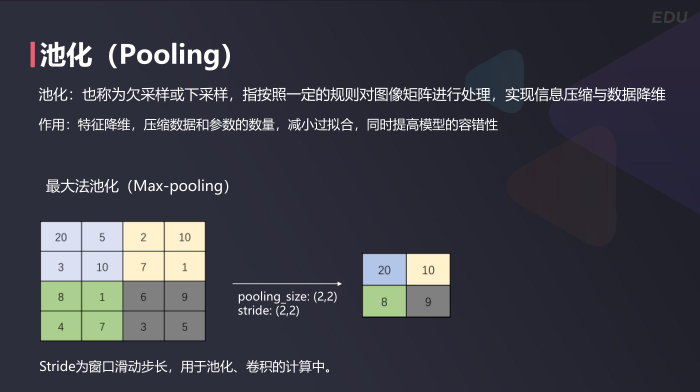 EDU
池化（Pooling）
池化：也称为欠采样或下采样，指按照一定的规则对图像矩阵进行处理，实现信息压缩与数据降维
作用：特征降维，压缩数据和参数的数量，减小过拟合，同时提高模型的容错性
最大法池化（Max-pooling）
20 5 2 10
3 10 7 1
8 1 6 9
4 7 3 5
pooling_size: (2,2)
stride: (2,2)
20 10
8 9
Stride为窗口滑动步长，用于池化、卷积的计算中。